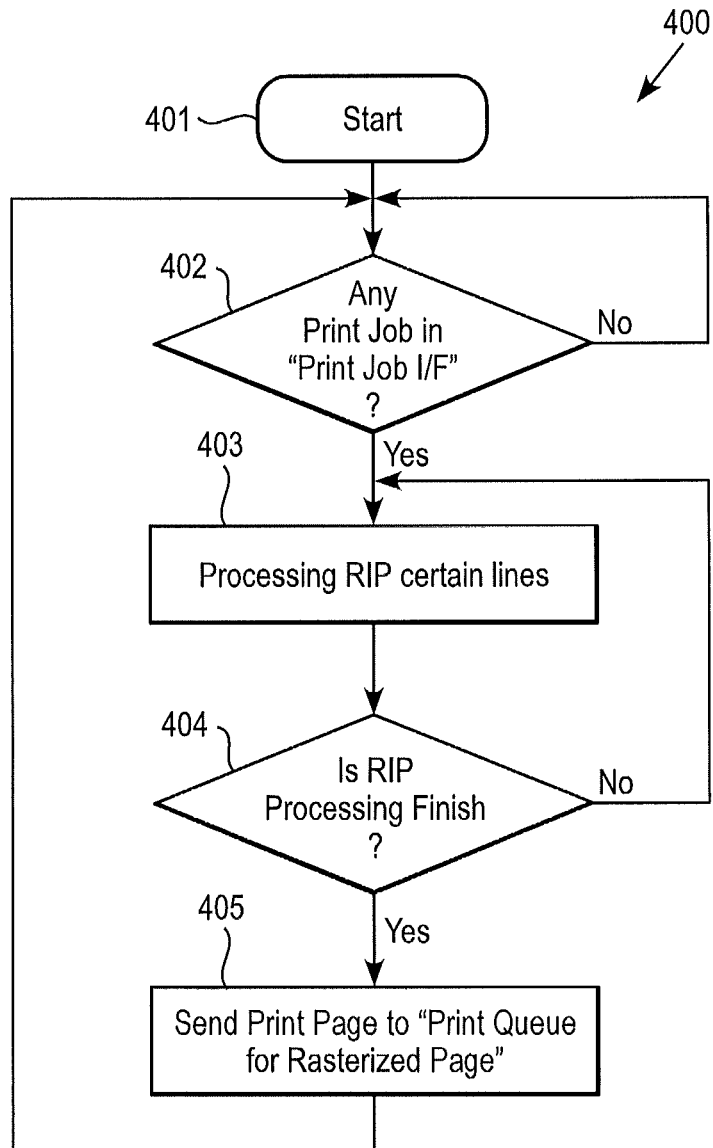 400
401
Start
402
Any
Print Job in
“Print Job I/F”
?
No
Yes
403
Processing RIP certain lines
404
Is RIP
Processing Finish
?
No
Yes
405
Send Print Page to “Print Queue
for Rasterized Page”